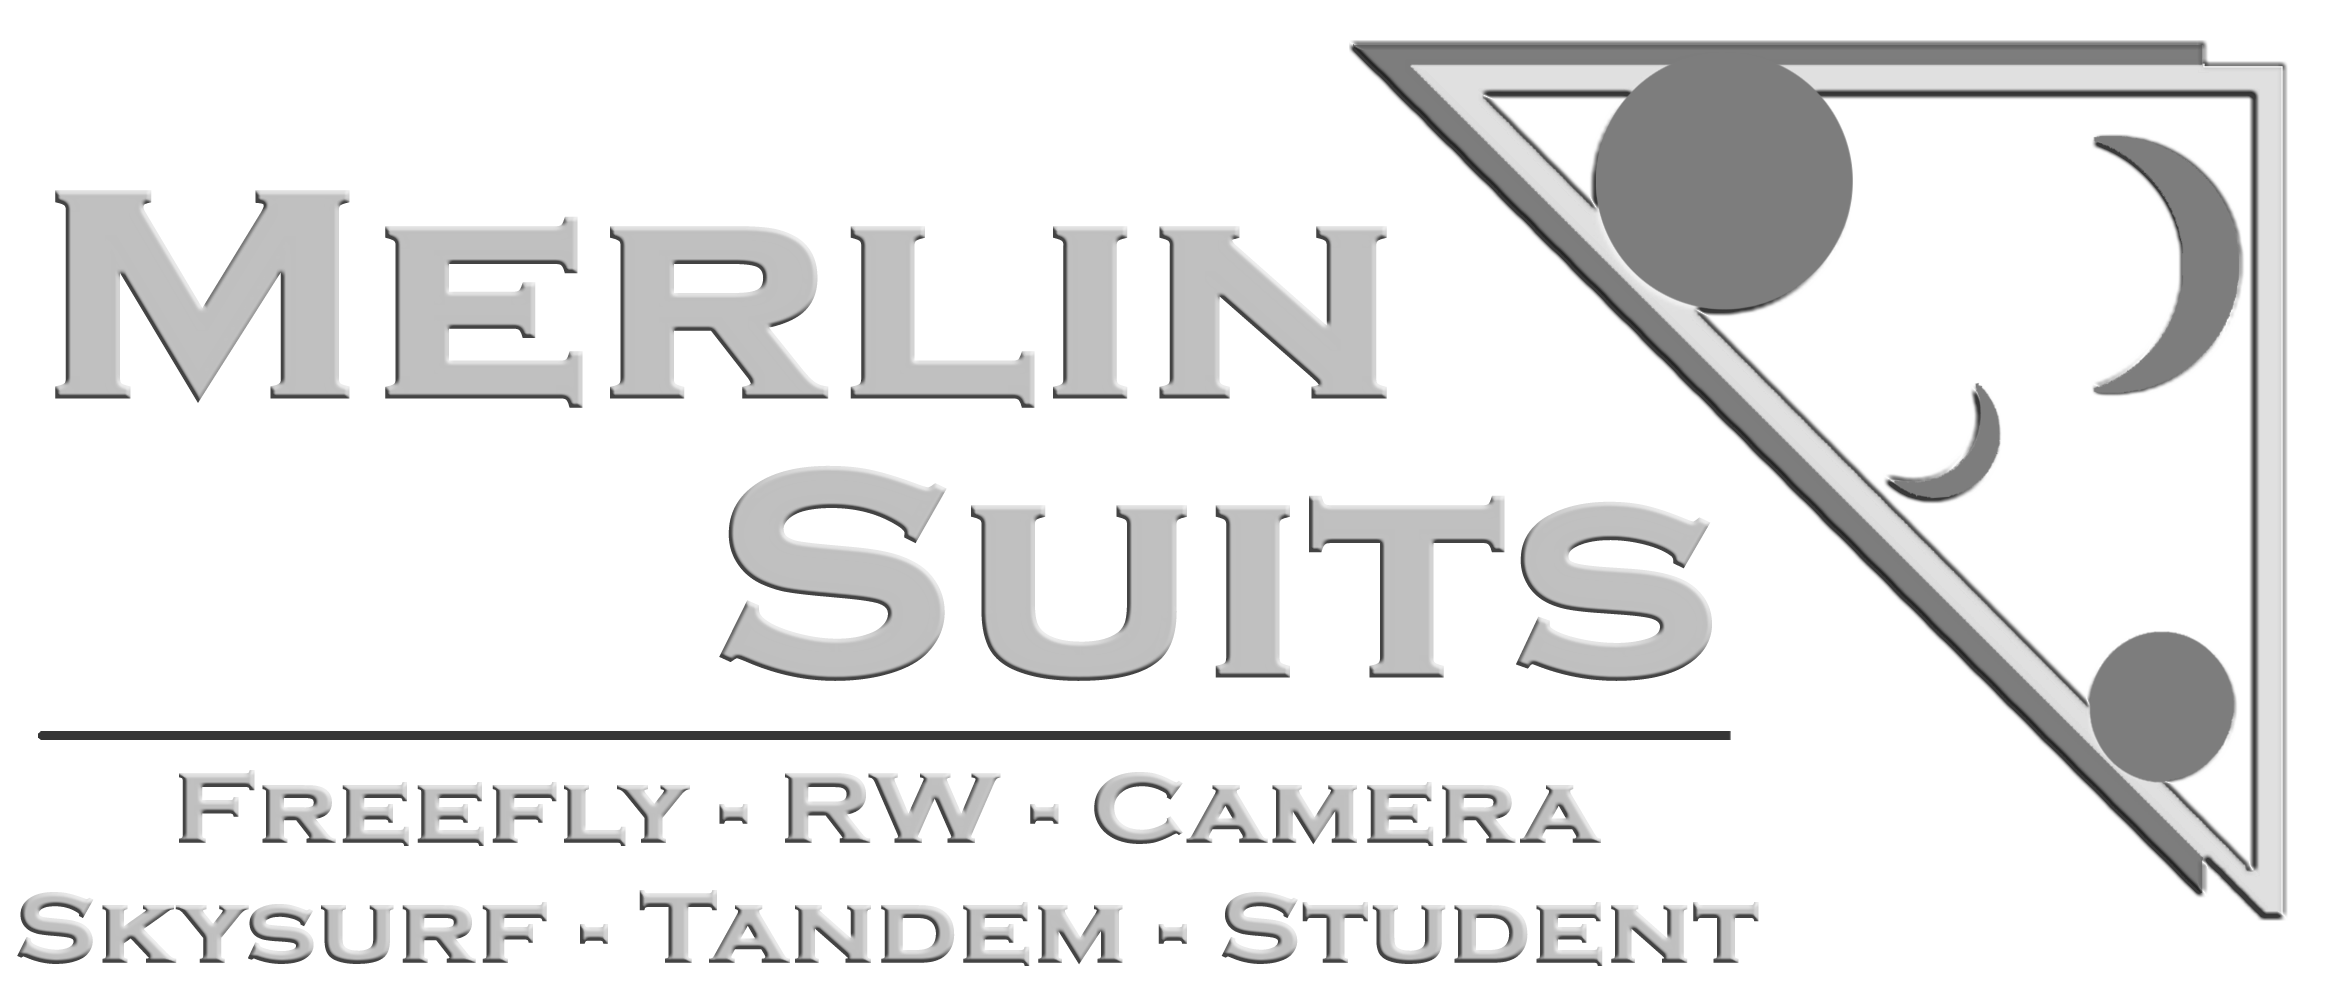 MERLIN
SUITS
FREEFLY - RW - CAMERA
SKYSURF - TANDEM - STUDENT